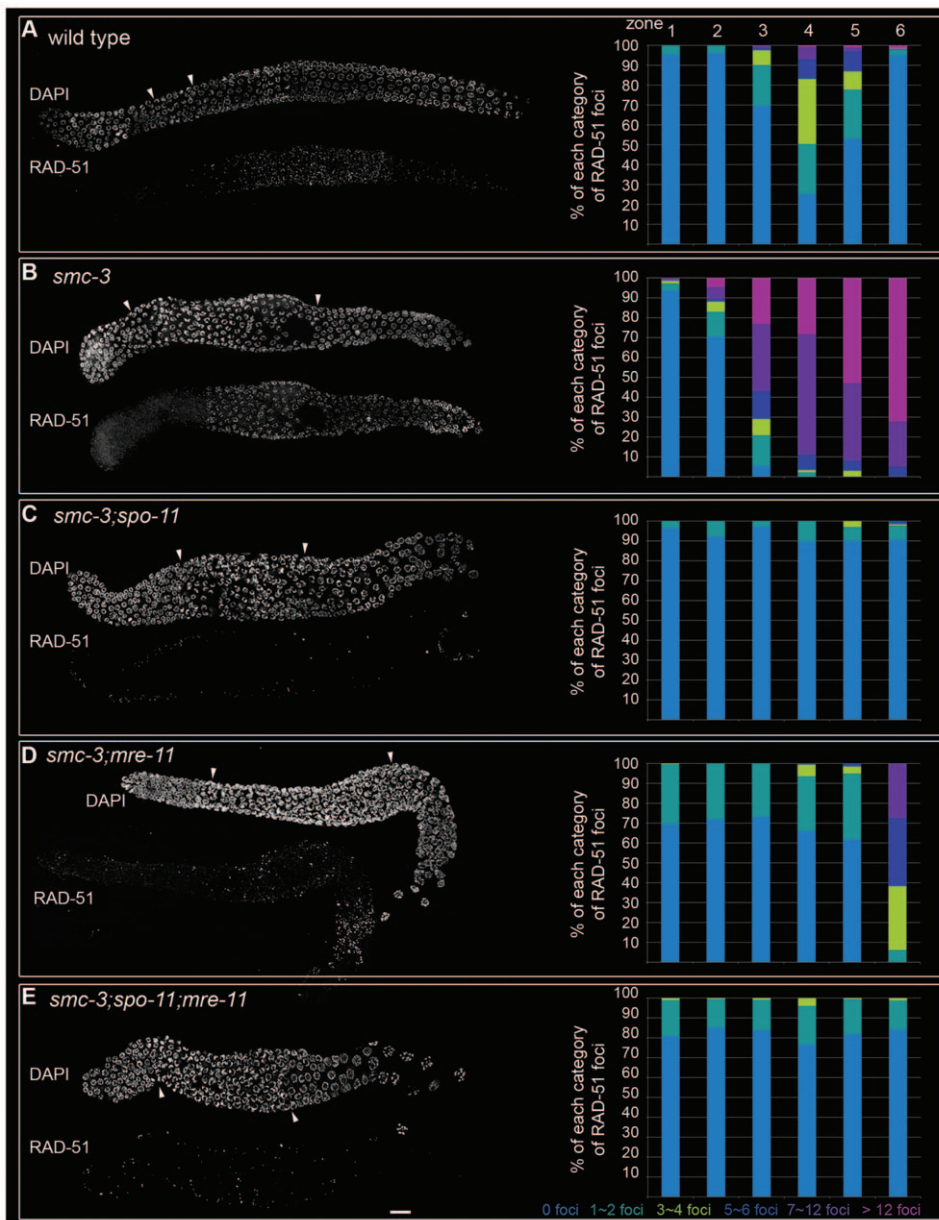 A wild type
DAPI
RAD-51
zone
1 2 3 4 5 6
% of each category
of RAD-51 foci
100
90
80
70
60
50
40
30
20
10
B smc-3
DAPI
RAD-51
% of each category
of RAD-51 foci
100
90
80
70
60
50
40
30
20
10
C smc-3;spo-11
DAPI
RAD-51
% of each category
of RAD-51 foci
100
90
80
70
60
50
40
30
20
10
D smc-3;mre-11
DAPI
RAD-51
% of each category
of RAD-51 foci
100
90
80
70
60
50
40
30
20
10
E smc-3;spo-11;mre-11
DAPI
RAD-51
% of each category
of RAD-51 foci
100
90
80
70
60
50
40
30
20
10
0 foci 1~2 foci 3~4 foci 5~6 foci 7~12 foci > 12 foci